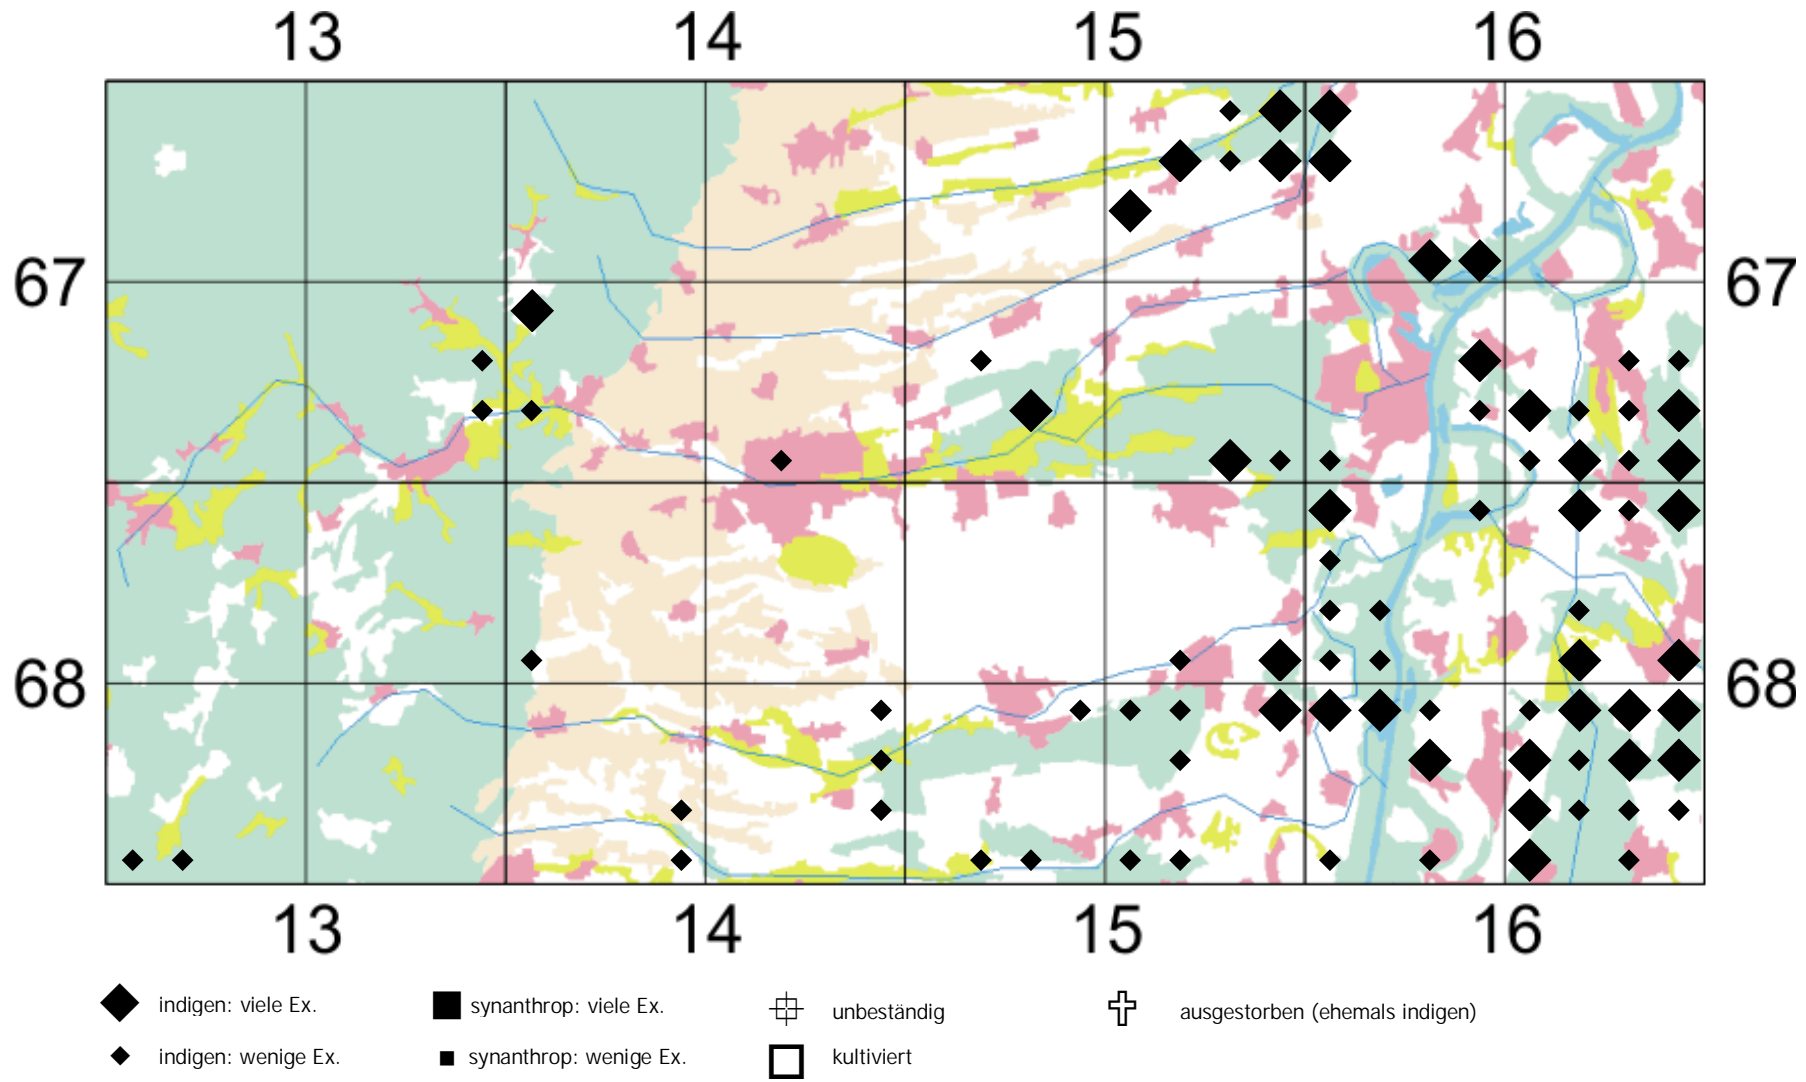 13 14 15 16
67 67
68 68
13 14 15 16
indigen: viele Ex. synanthrop: viele Ex. unbeständig ausgestorben (ehemals indigen)
indigen: wenige Ex. synanthrop: wenige Ex. kultiviert